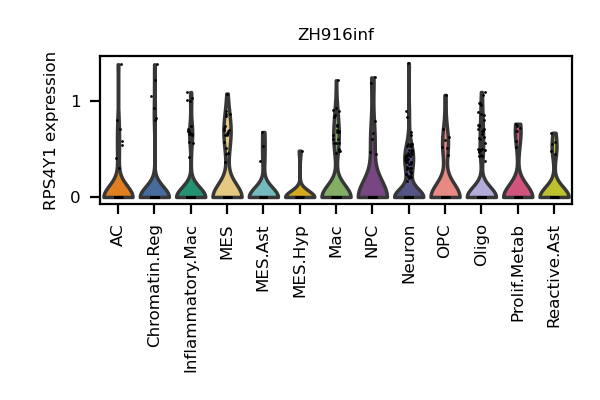 ZH916inf
RPS4Y1 expression
1
0
AC
Chromatin.Reg
Inflammatory.Mac
MES
MES.Ast
MES.Hyp
Mac
NPC
Neuron
OPC
Oligo
Prolif.Metab
Reactive.Ast